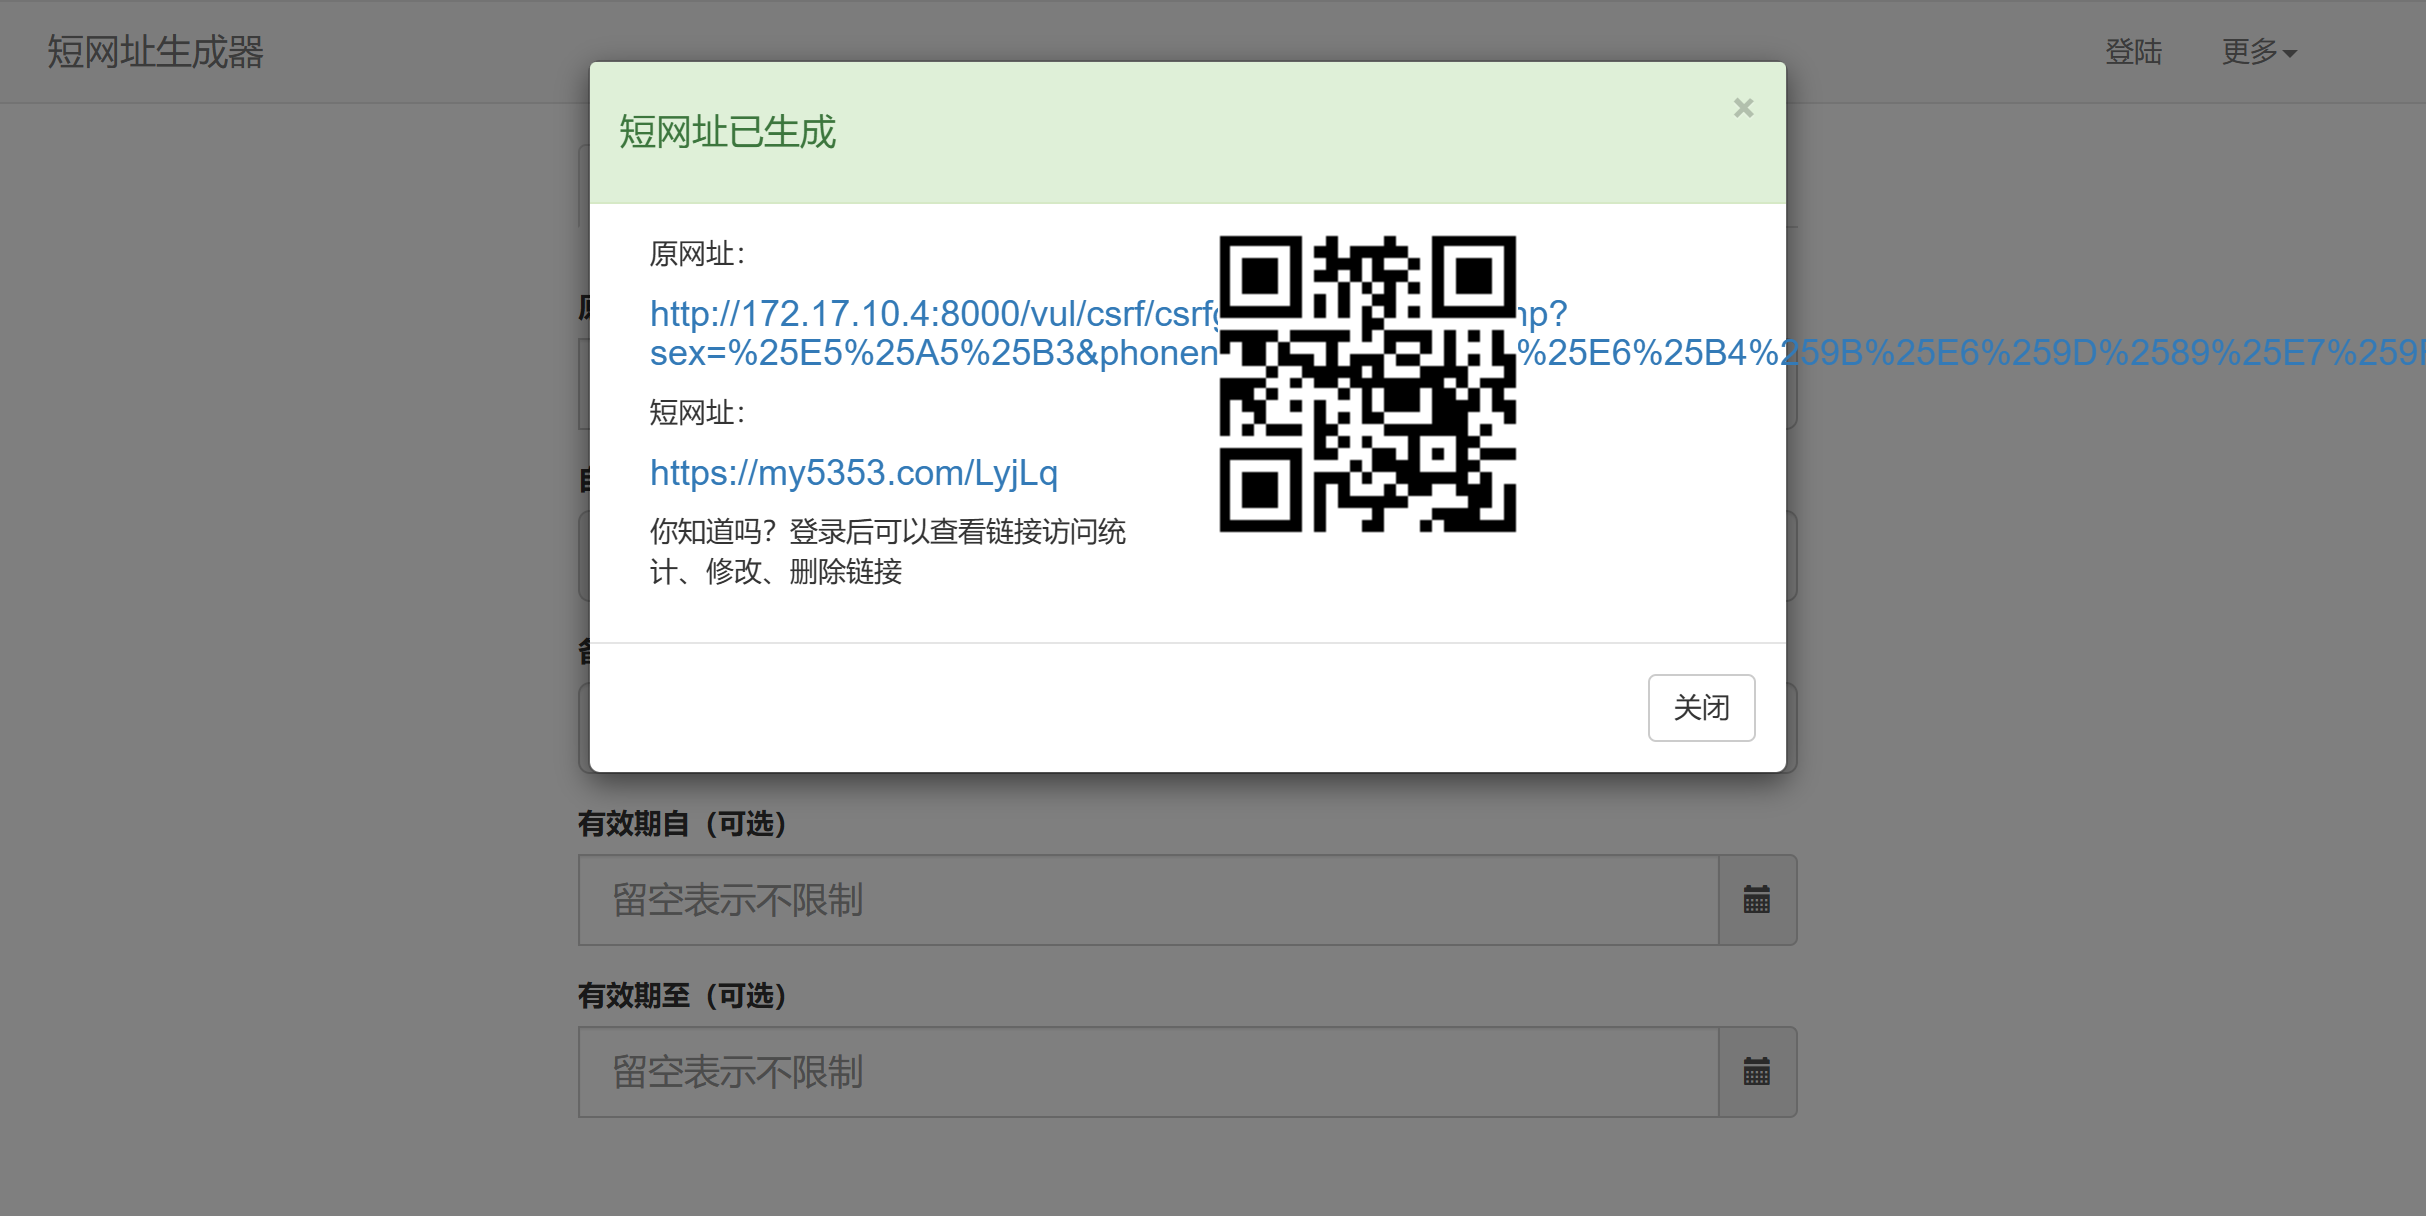 短网址生成器
登陆
更多
短网址已生成
×
原网址：
http://172.17.10.4:8000/vul/csrf/csrf
np?
sex=%25E5%25A5%25B3&phonen
%25E6%25B4%259B%25E6%259D%2589%25E7%259
短网址：
https://my5353.com/LyjLq
你知道吗？登录后可以查看链接访问统
计、修改、删除链接
关闭
有效期自（可选）
留空表示不限制
有效期至（可选）
留空表示不限制